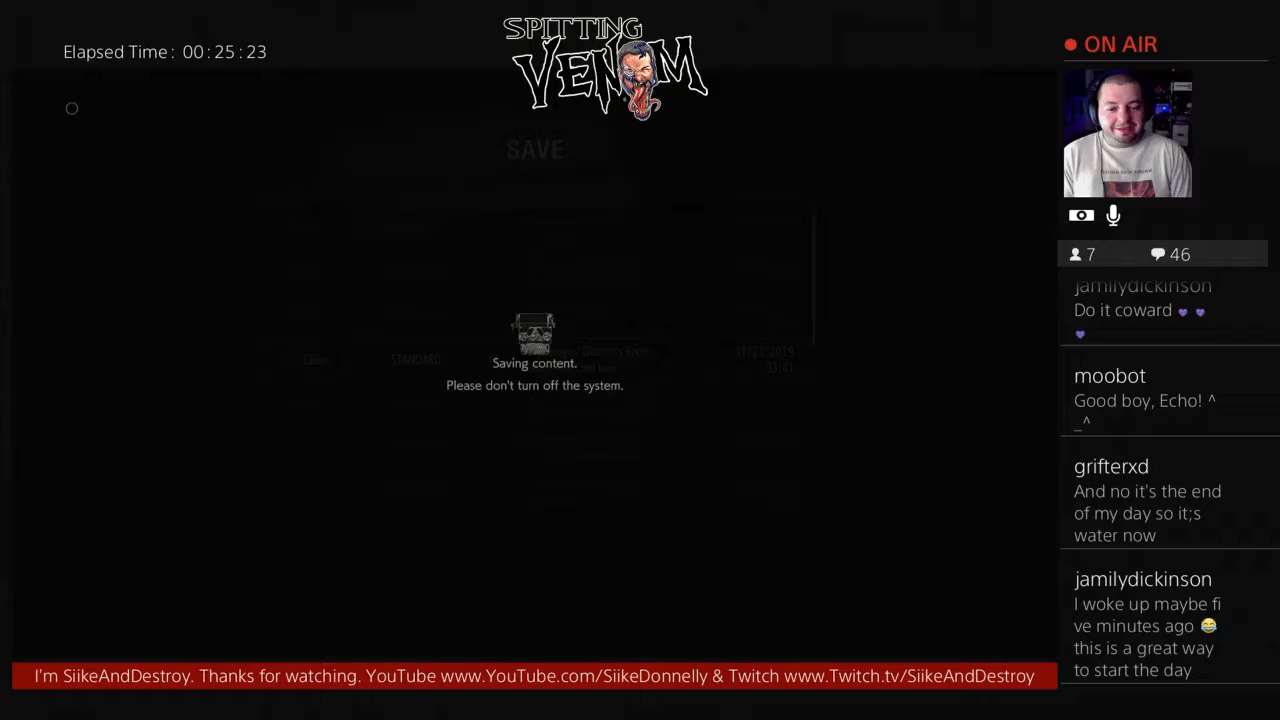 SPITTING
VENOM
Elapsed Time: 00:25:23
ON AIR
SAVE
7 46
jamilydickinson
Do it coward 💜 💜
💜
moobot
Good boy, Echo! ^
_^
grifterxd
And no it's the end
of my day so it;s
water now
jamilydickinson
I woke up maybe fi
ve minutes ago 😂
this is a great way
to start the day
STANDARD
Saving content.
Please don't turn off the system.
I'm SiikeAndDestroy. Thanks for watching. YouTube www.YouTube.com/SiikeDonnelly & Twitch www.Twitch.tv/SiikeAndDestroy